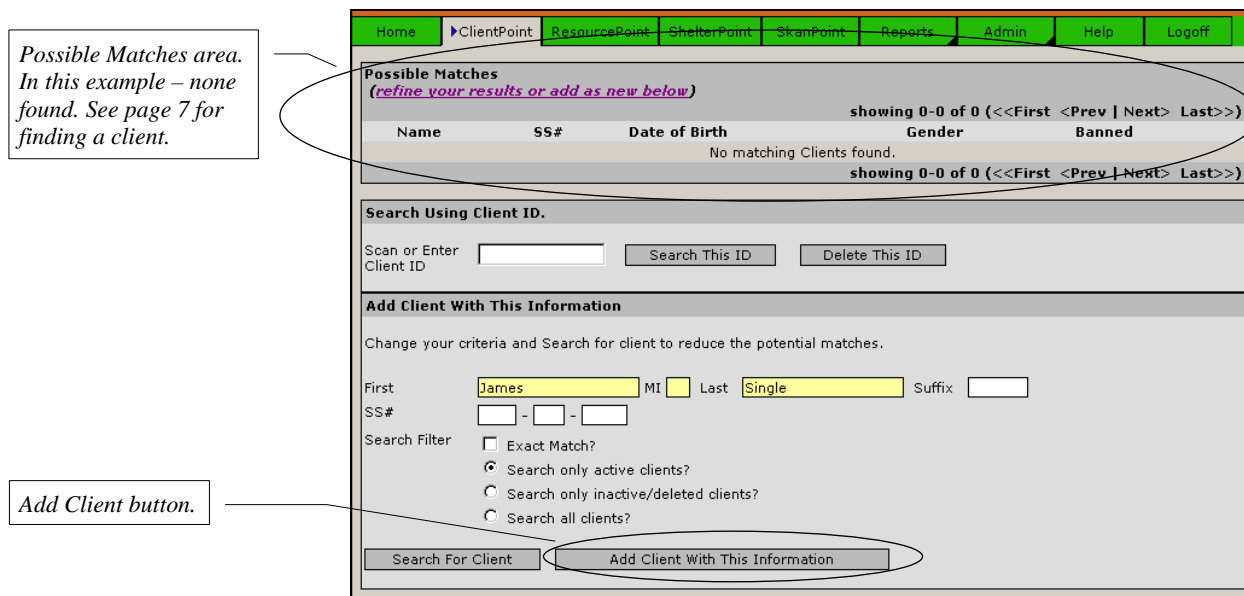 Home ClientPoint ResourcePoint ShelterPoint SkanPoint Reports Admin Help Logoff
Possible Matches area.
In this example – none
found. See page 7 for
finding a client.
Possible Matches
(refine your results or add as new below)
showing 0-0 of 0 (<<First <Prev | Next> Last>>)
Name SS# Date of Birth Gender Banned
No matching Clients found.
showing 0-0 of 0 (<<First <Prev | Next> Last>>)
Search Using Client ID.
Scan or Enter
Client ID
Search This ID Delete This ID
Add Client With This Information
Change your criteria and Search for client to reduce the potential matches.
First James MI Last Single Suffix
SS# - -
Search Filter Exact Match?
Search only active clients?
Search only inactive/deleted clients?
Search all clients?
Add Client button.
Search For Client Add Client With This Information